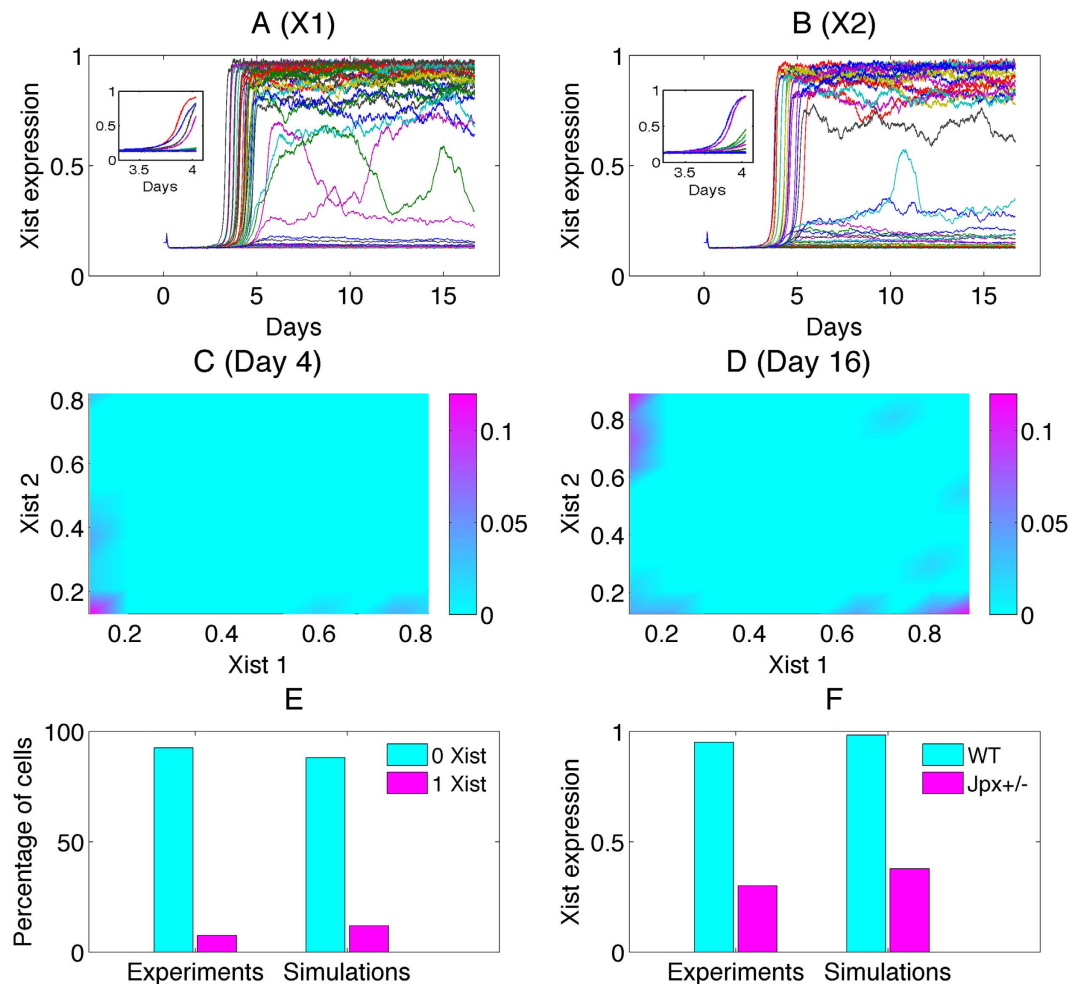 A (X1)
Xist expression
1
0.5
0
0
5
10
15
Days
1
0.5
0
3.5
4
Days
B (X2)
Xist expression
1
0.5
0
0
5
10
15
Days
1
0.5
0
3.5
4
Days
C (Day 4)
Xist 2
0.8
0.6
0.4
0.2
0.2
0.4
0.6
0.8
Xist 1
0.1
0.05
0
D (Day 16)
Xist 2
0.8
0.6
0.4
0.2
0.2
0.4
0.6
0.8
Xist 1
0.1
0.05
0
E
Percentage of cells
100
50
0
0 Xist
1 Xist
Experiments
Simulations
F
Xist expression
1
0.5
0
WT
Jpx+/-
Experiments
Simulations